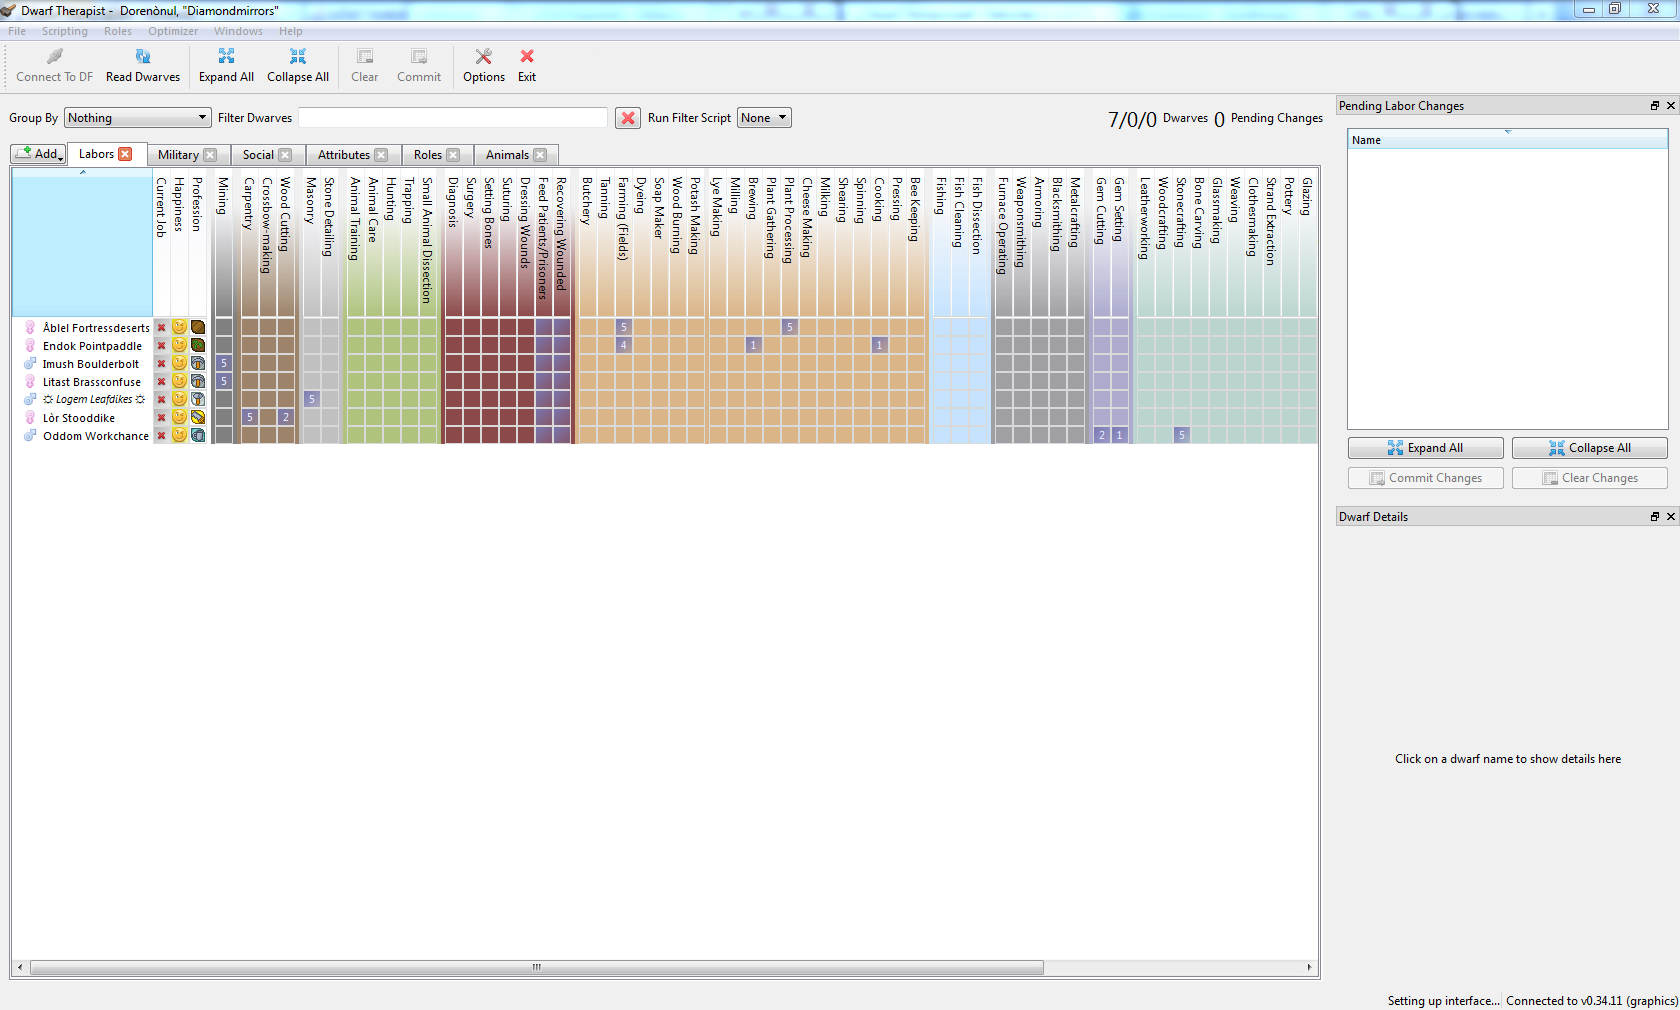 Dwarf Therapist - Dorenònul, "Diamondmirrors"
File Scripting Roles Optimizer Windows Help
Connect To DF Read Dwarves Expand All Collapse All Clear Commit Options Exit
Group By Nothing Filter Dwarves Run Filter Script None 7/0/0 Dwarves 0 Pending Changes
Add Labors Military Social Attributes Roles Animals
Current Job
Happiness
Profession
Mining
Carpentry
Crossbow-making
Wood Cutting
Masonry
Stone Detailing
Animal Training
Animal Care
Hunting
Trapping
Small Animal Dissection
Diagnosis
Surgery
Setting Bones
Suturing
Dressing Wounds
Feed Patients/Prisoners
Recovering Wounded
Butchery
Tanning
Farming (Fields)
Dyeing
Soap Maker
Wood Burning
Potash Making
Lye Making
Milling
Brewing
Plant Gathering
Plant Processing
Cheese Making
Milking
Shearing
Spinning
Cooking
Pressing
Bee Keeping
Fishing
Fish Cleaning
Fish Dissection
Furnace Operating
Weaponsmithing
Armoring
Blacksmithing
Metalcrafting
Gem Cutting
Gem Setting
Leatherworking
Woodcrafting
Stonecrafting
Bone Carving
Glassmaking
Weaving
Clothesmaking
Strand Extraction
Pottery
Glazing
Åblel Fortressdeserts 5 5
Endok Pointpaddle 4 1 1
Imush Boulderbolt 5
Litast Brassconfuse 5
☼ Logem Leafdikes ☼ 5
Lòr Stooddike 5 2
Oddom Workchance 2 1 5
Pending Labor Changes
Name
Expand All Collapse All
Commit Changes Clear Changes
Dwarf Details
Click on a dwarf name to show details here
Setting up interface... Connected to v0.34.11 (graphics)